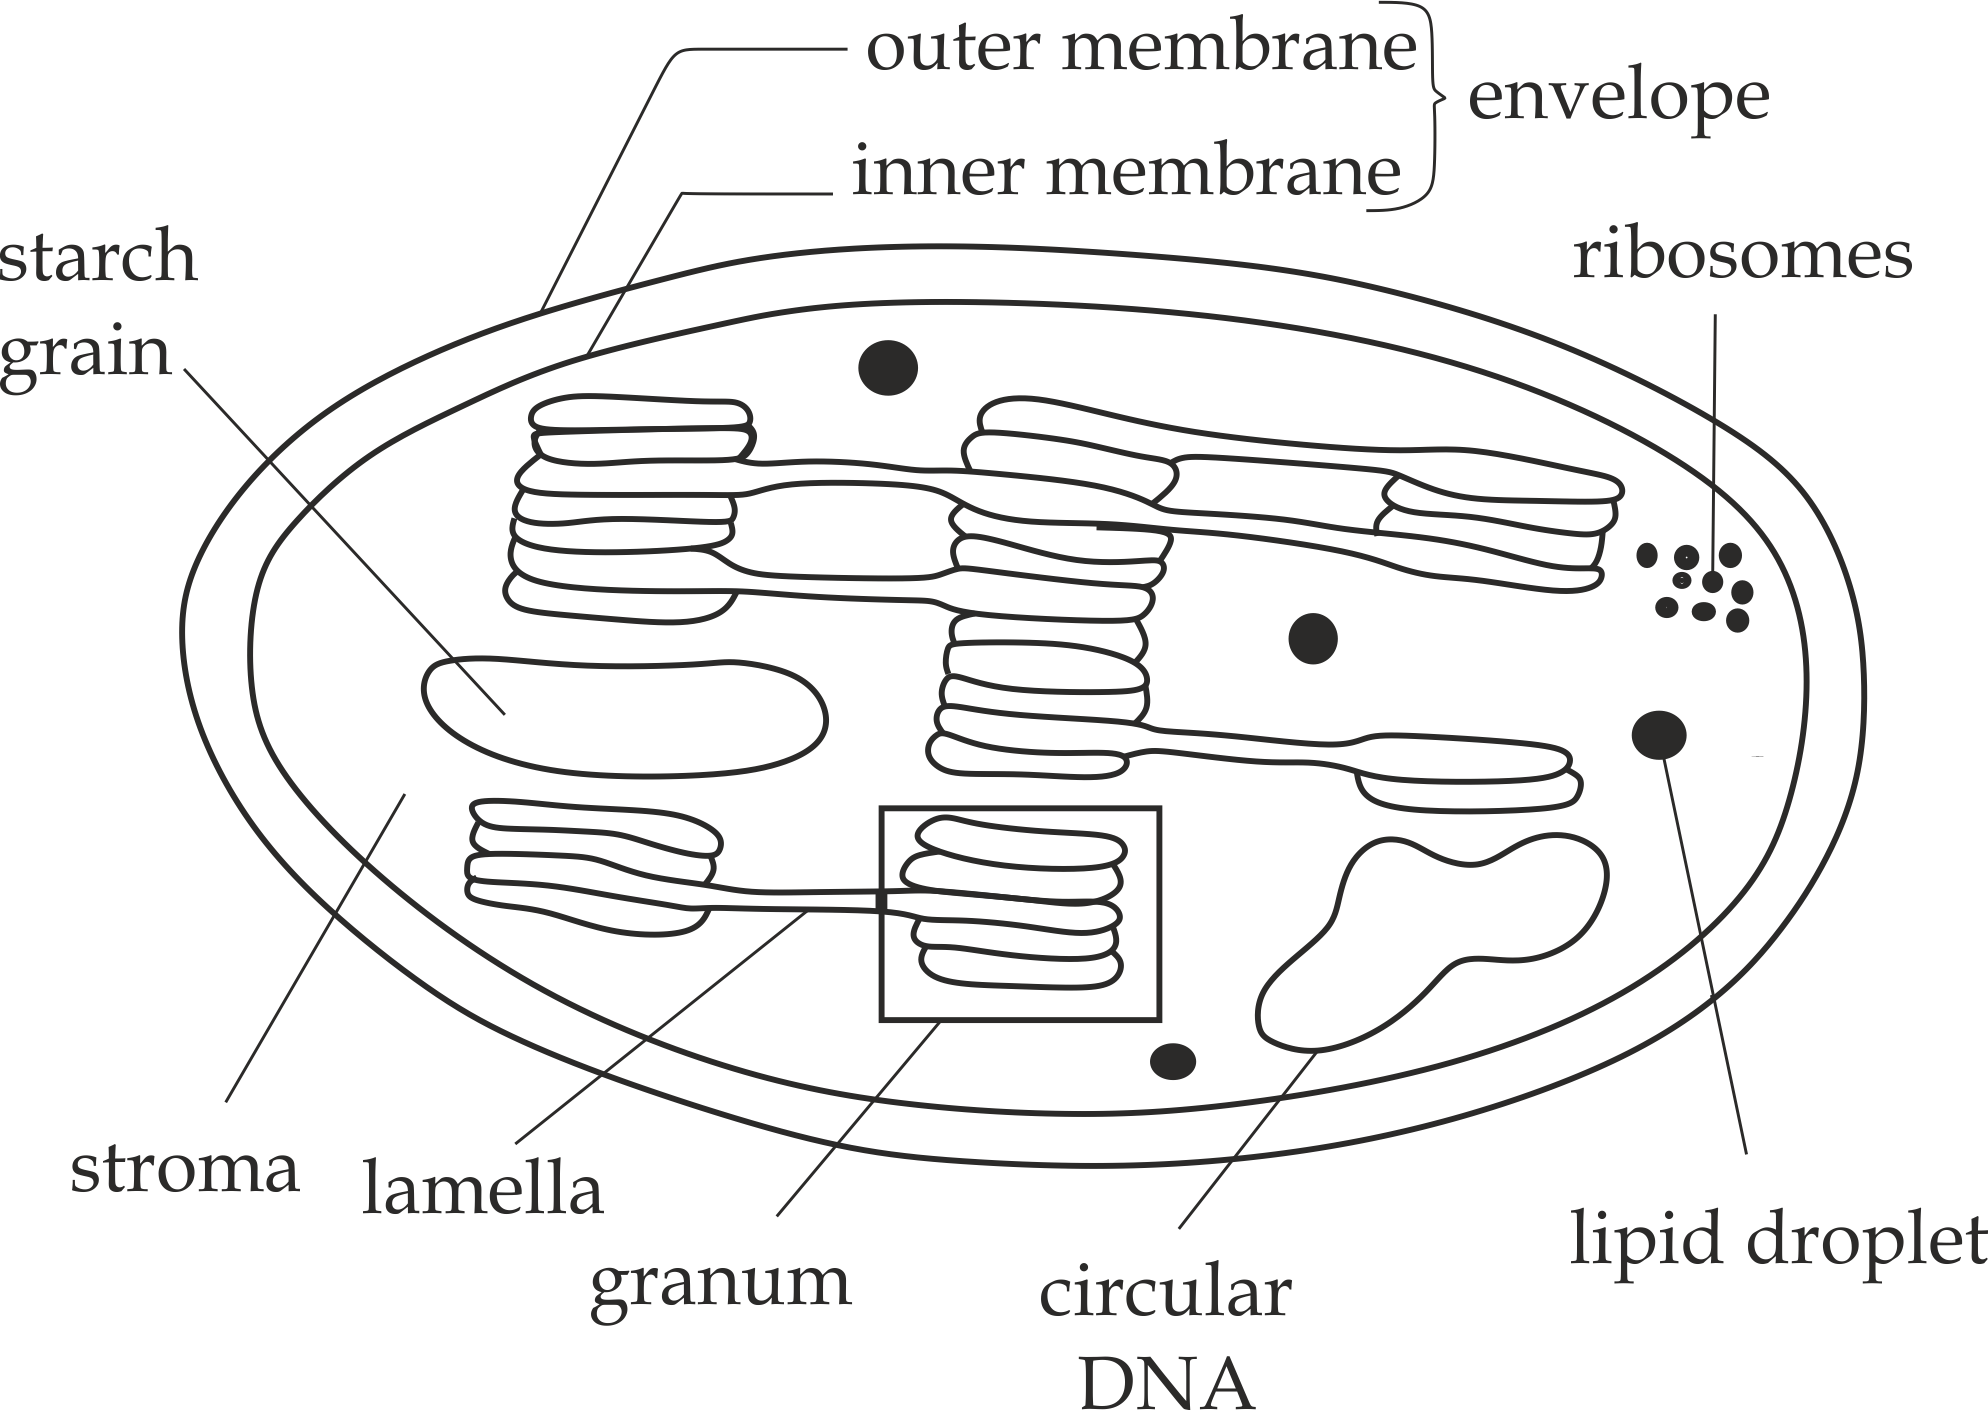 outer membrane
envelope
inner membrane
ribosomes
starch
grain
stroma
lamella
granum
circular
DNA
lipid droplet